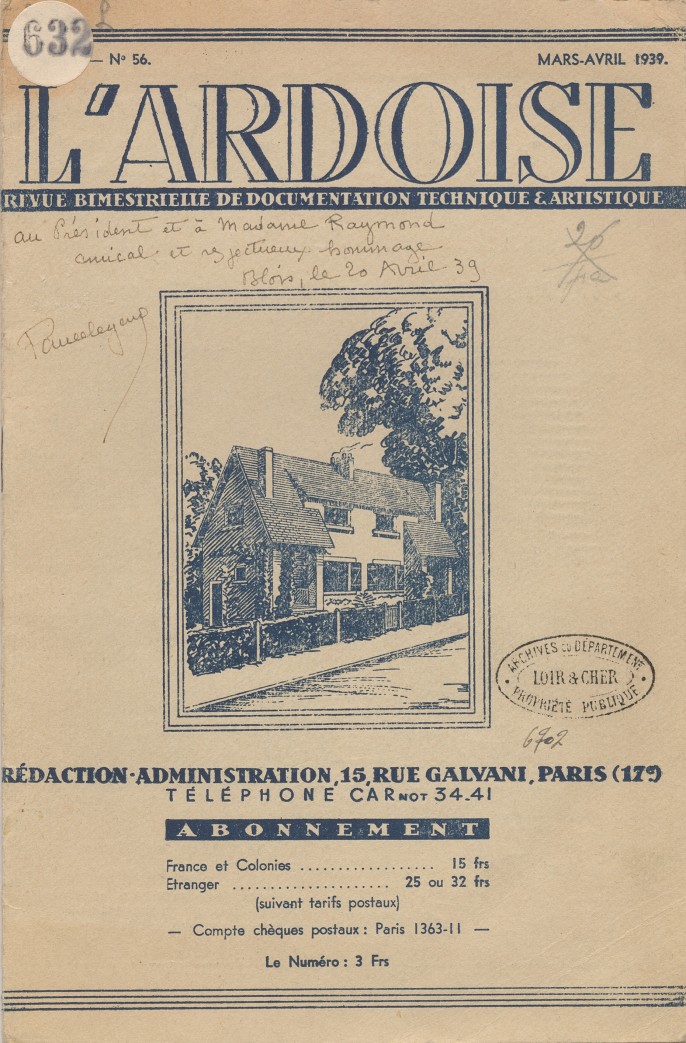 632
— Nº 56.
MARS-AVRIL 1939.
L'ARDOISE
REVUE BIMESTRIELLE DE DOCUMENTATION TECHNIQUE & ARTISTIQUE
au Président et à Madame Raymond
amical et respectueux hommage
Blois, le 20 Avril 39
26
ARCHIVES DU DÉPARTEMENT
LOIR & CHER
PROPRIÉTÉ PUBLIQUE
6702
RÉDACTION-ADMINISTRATION, 15, RUE GALVANI, PARIS (17e)
TÉLÉPHONE CARNOT 34-41
ABONNEMENT
France et Colonies .................. 15 frs
Etranger ..................... 25 ou 32 frs
(suivant tarifs postaux)
— Compte chèques postaux : Paris 1363-II —
Le Numéro : 3 Frs